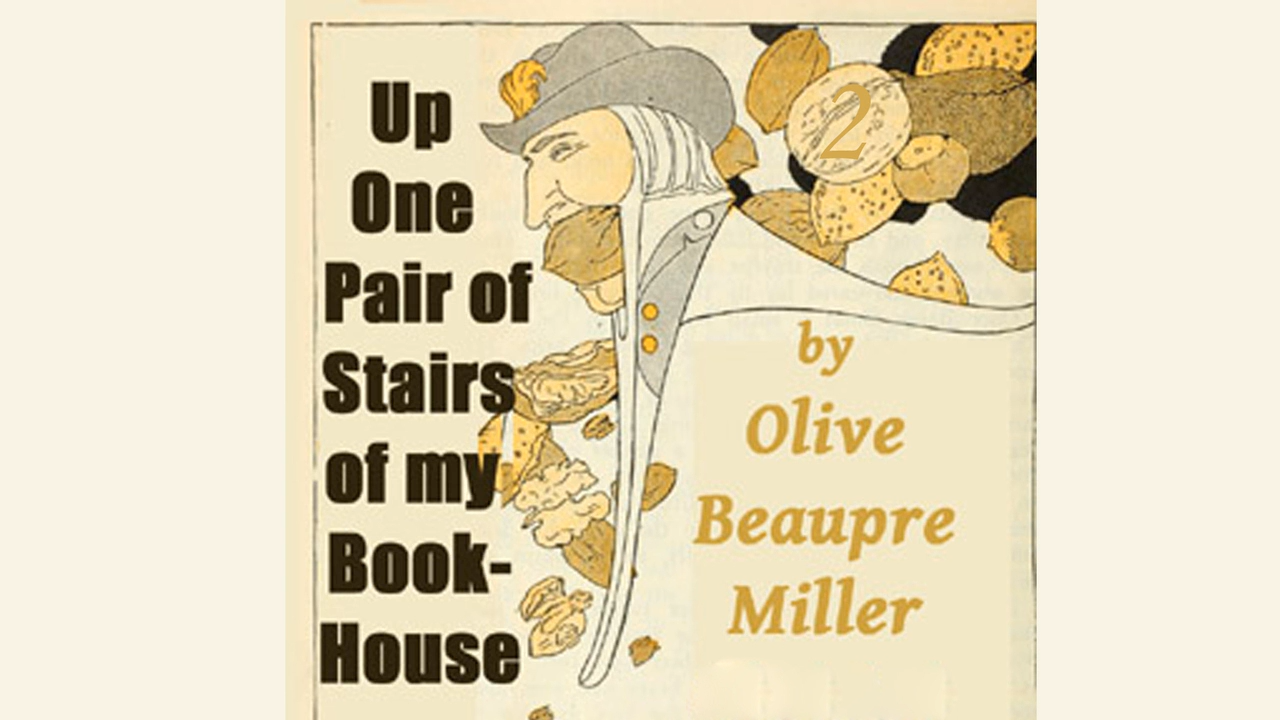 Up
One
Pair of
Stairs
of my
Book-
House
2
by
Olive
Beaupre
Miller